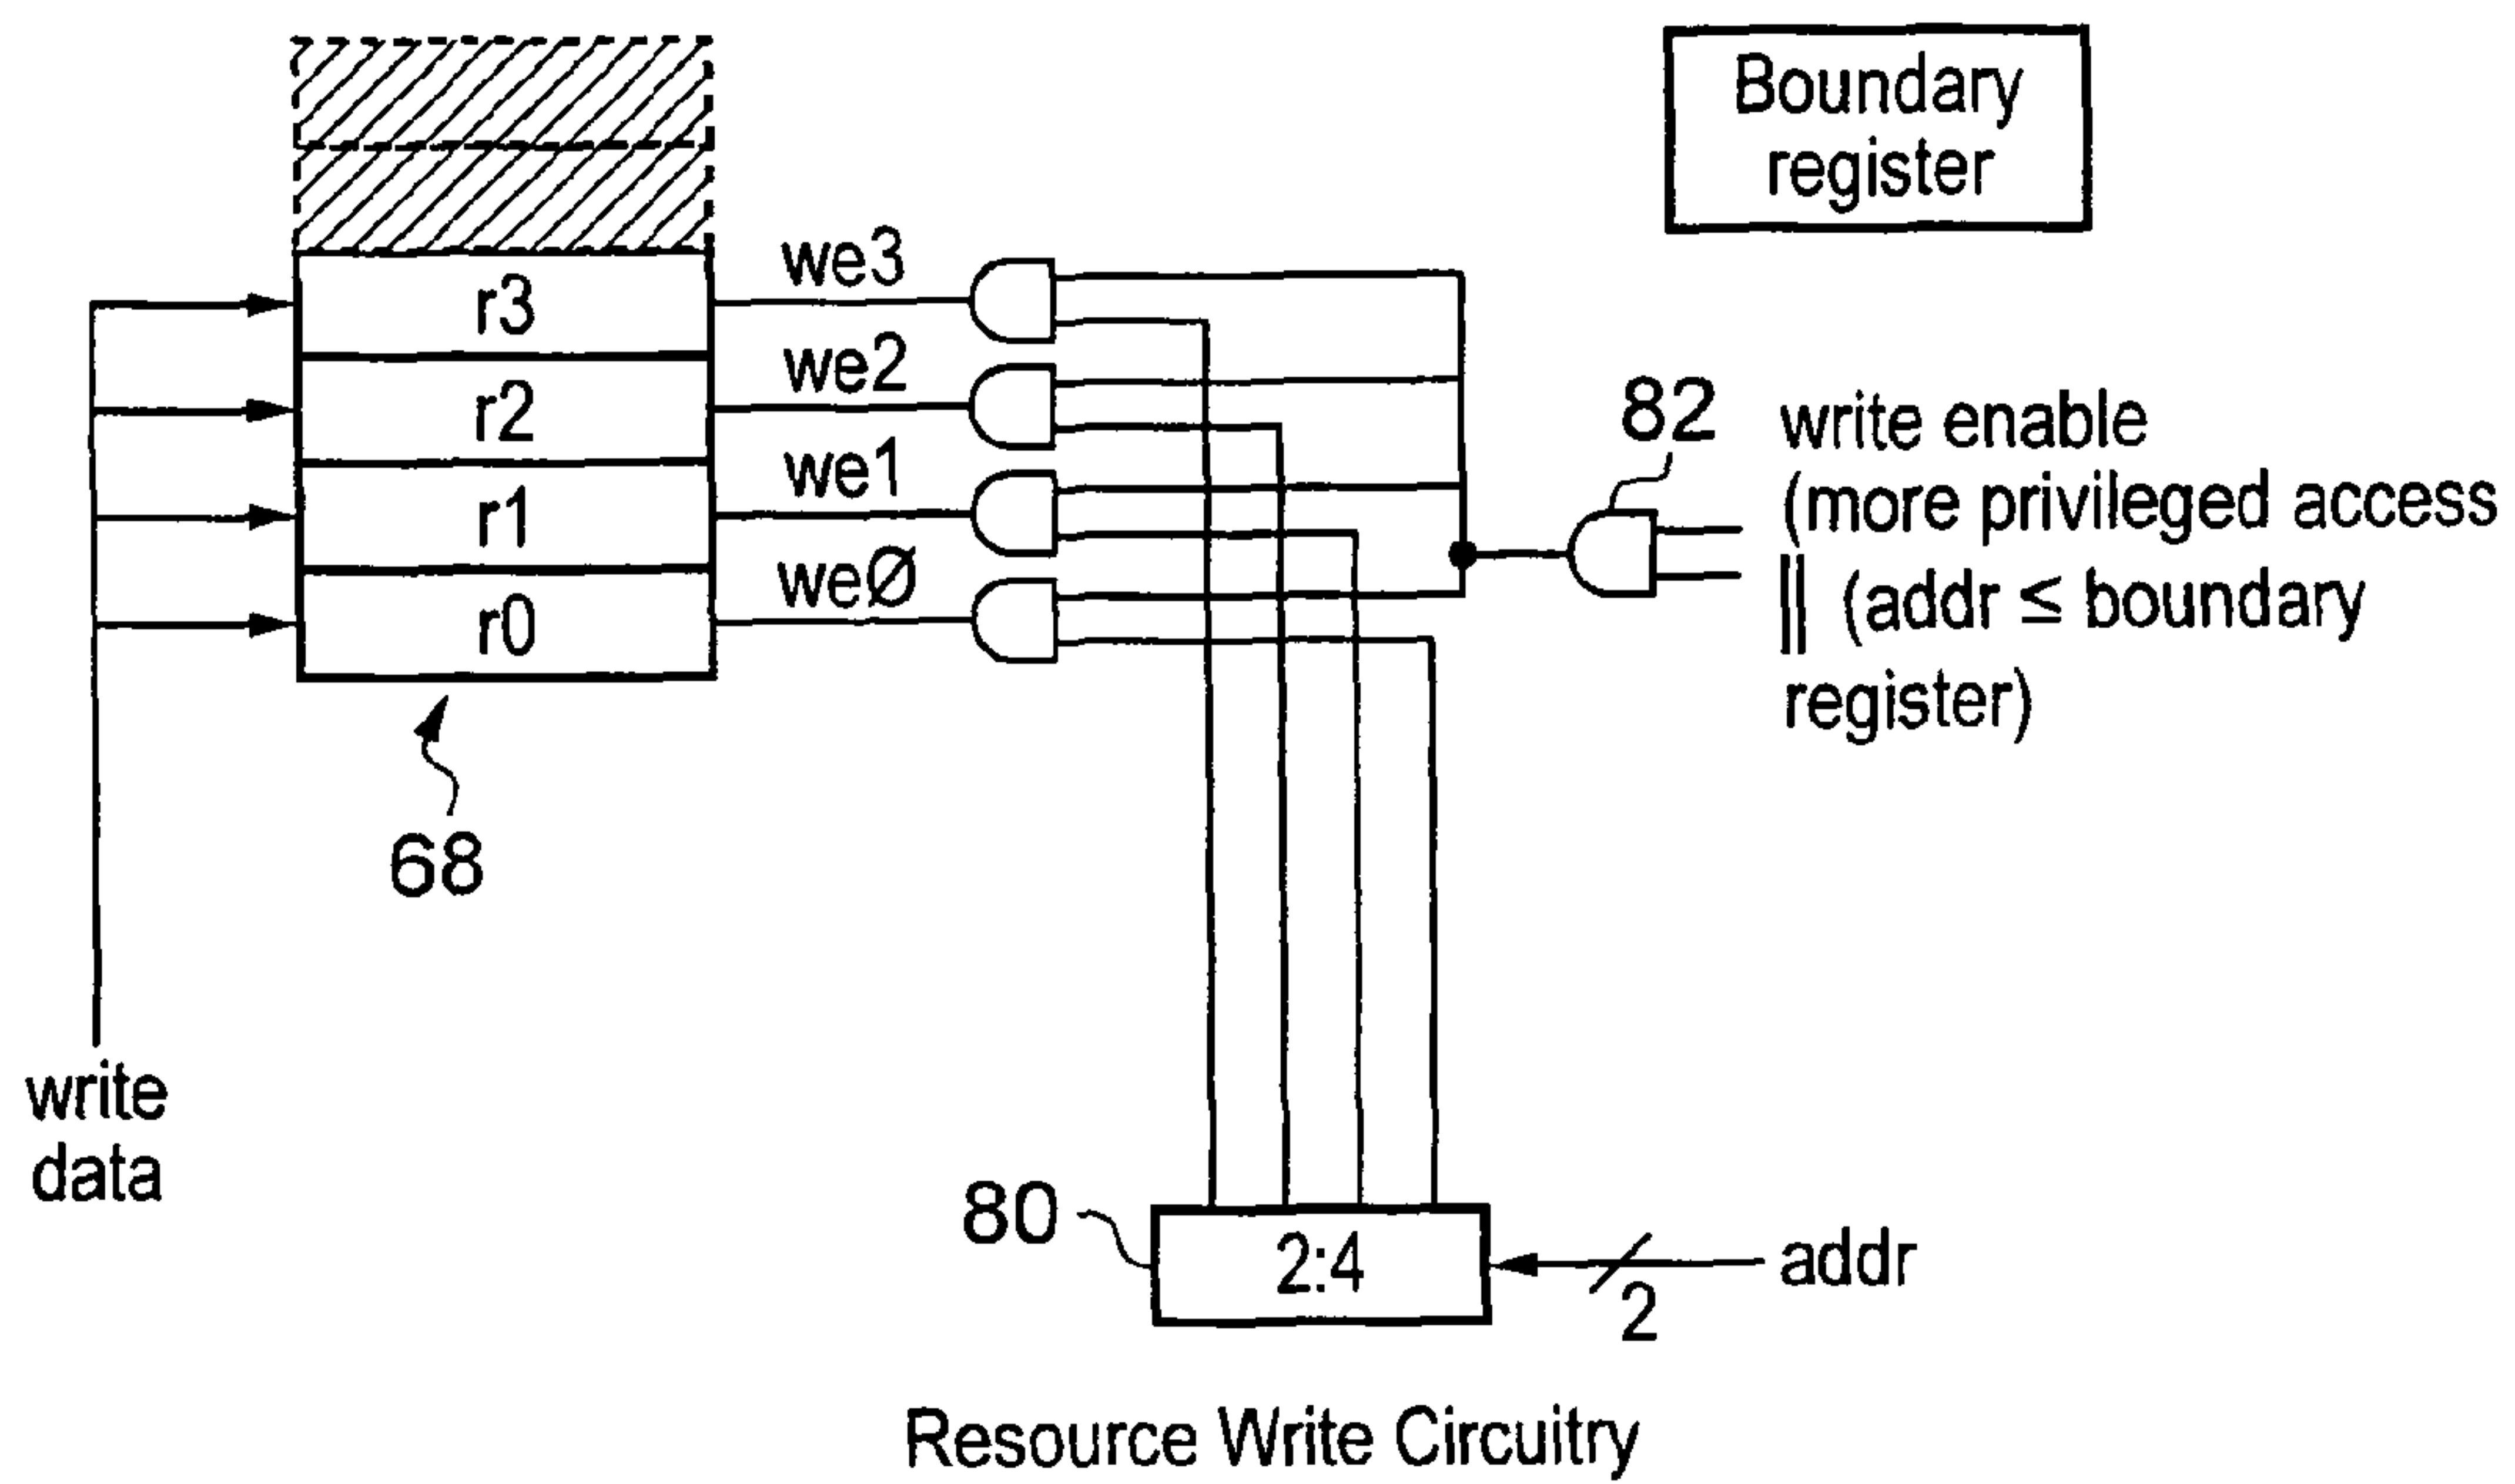 Boundary
register
we3
r3
we2
r2
82
write enable
we1
(more privileged access
r1
weØ
|| (addr ≤ boundary
r0
register)
68
write
data
80
2:4
addr
2
Resource Write Circuitry